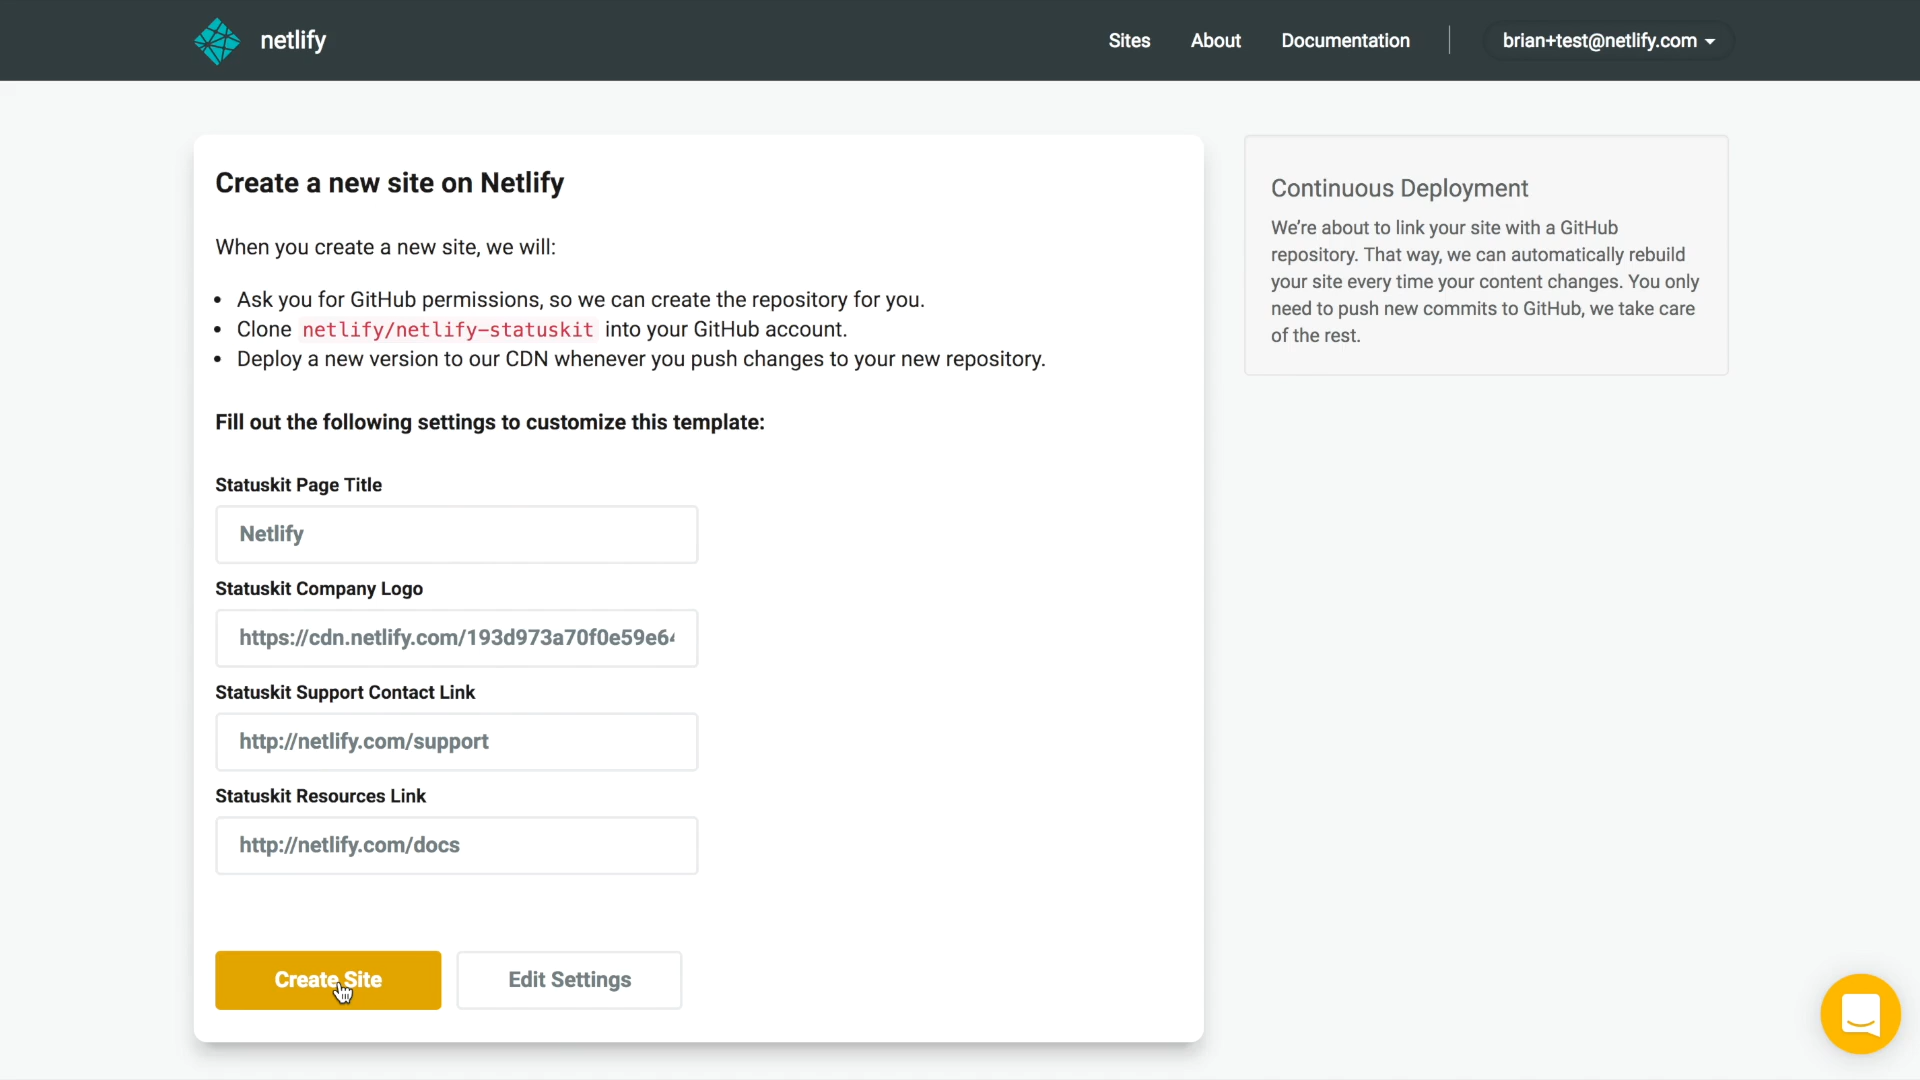 netlify
Sites
About
Documentation
brian+test@netlify.com
Create a new site on Netlify
When you create a new site, we will:
• Ask you for GitHub permissions, so we can create the repository for you.
• Clone netlify/netlify-statuskit into your GitHub account.
• Deploy a new version to our CDN whenever you push changes to your new repository.
Fill out the following settings to customize this template:
Statuskit Page Title
Netlify
Statuskit Company Logo
https://cdn.netlify.com/193d973a70f0e59e6
Statuskit Support Contact Link
http://netlify.com/support
Statuskit Resources Link
http://netlify.com/docs
Create Site
Edit Settings
Continuous Deployment
We’re about to link your site with a GitHub
repository. That way, we can automatically rebuild
your site every time your content changes. You only
need to push new commits to GitHub, we take care
of the rest.